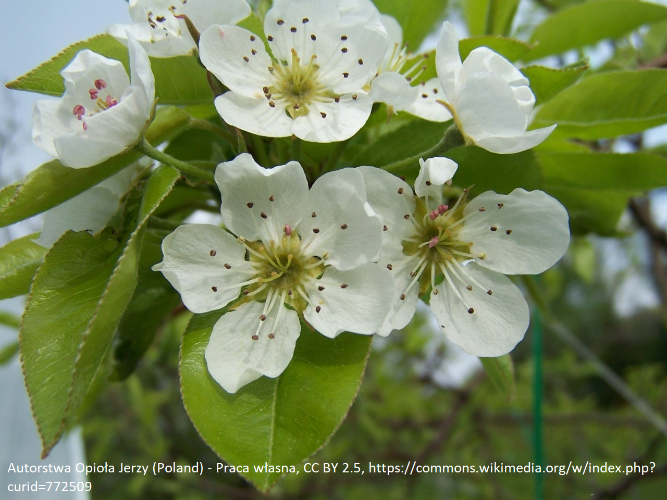 Autorstwa Opioła Jerzy (Poland) - Praca własna, CC BY 2.5, https://commons.wikimedia.org/w/index.php?
curid=772509